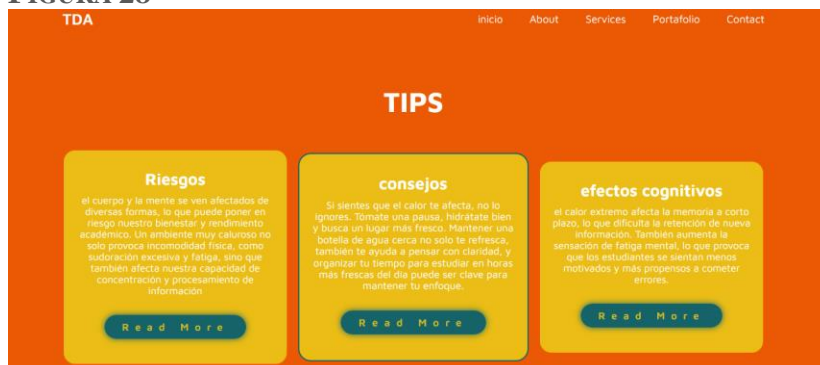 TDA
inicio About Services Portafolio Contact
TIPS
Riesgos
el cuerpo y la mente se ven afectados de
diversas formas, lo que puede poner en
riesgo nuestro bienestar y rendimiento
académico. Un ambiente muy caluroso no
solo provoca incomodidad física, como
sudoración excesiva y fatiga, sino que
también afecta nuestra capacidad de
concentración y procesamiento de
información
Read More
consejos
Si sientes que el calor te afecta, no lo
ignores. Tómate una pausa, hidrátate bien
y busca un lugar más fresco. Mantener una
botella de agua cerca no solo te refresca,
también te ayuda a pensar con claridad, y
organizar tu tiempo para estudiar en horas
más frescas del día puede ser clave para
mantener tu enfoque.
Read More
efectos cognitivos
el calor extremo afecta la memoria a corto
plazo, lo que dificulta la retención de nueva
información. También aumenta la
sensación de fatiga mental, lo que provoca
que los estudiantes se sientan menos
motivados y más propensos a cometer
errores.
Read More